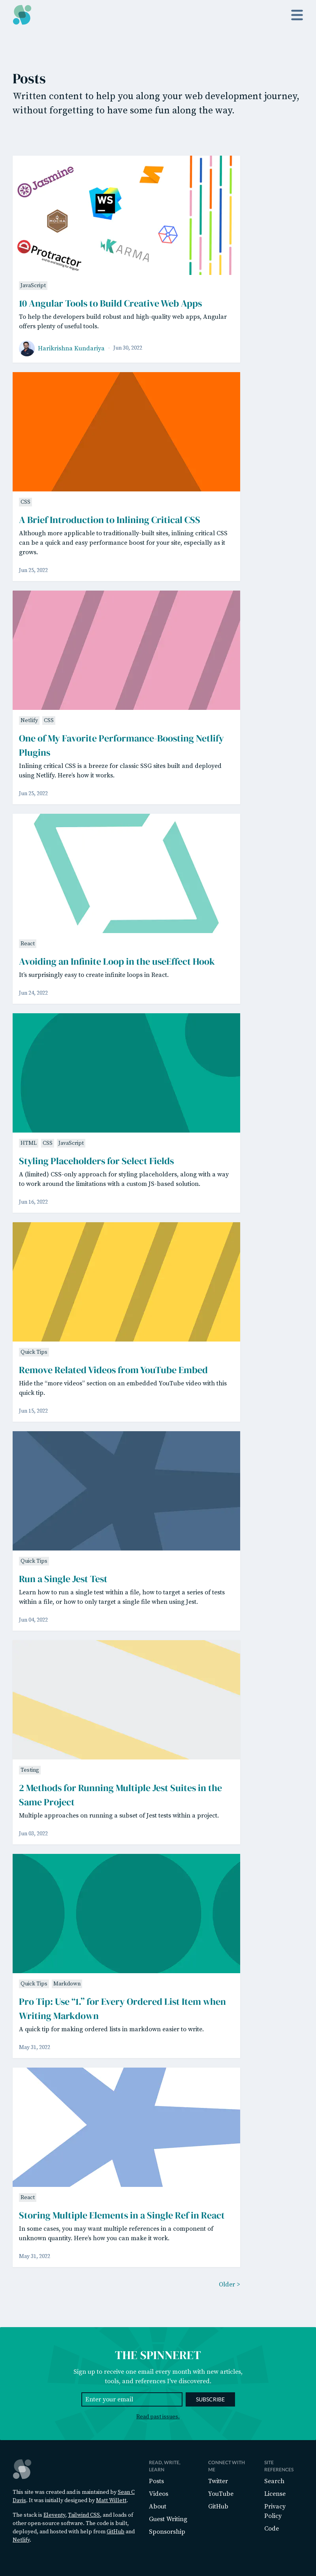 Posts
Written content to help you along your web development journey,
without forgetting to have some fun along the way.
Jasmine
WS
MOCHA
Protractor
KARMA
JavaScript
10 Angular Tools to Build Creative Web Apps
To help the developers build robust and high-quality web apps, Angular
offers plenty of useful tools.
Harikrishna Kundariya
Jun 30, 2022
CSS
A Brief Introduction to Inlining Critical CSS
Although more applicable to traditionally-built sites, inlining critical CSS
can be a quick and easy performance boost for your site, especially as it
grows.
Jun 25, 2022
Netlify CSS
One of My Favorite Performance-Boosting Netlify
Plugins
Inlining critical CSS is a breeze for classic SSG sites built and deployed
using Netlify. Here's how it works.
Jun 25, 2022
React
Avoiding an Infinite Loop in the useEffect Hook
It's surprisingly easy to create infinite loops in React.
Jun 24, 2022
HTML CSS JavaScript
Styling Placeholders for Select Fields
A (limited) CSS-only approach for styling placeholders, along with a way
to work around the limitations with a custom JS-based solution.
Jun 16, 2022
Quick Tips
Remove Related Videos from YouTube Embed
Hide the “more videos” section on an embedded YouTube video with this
quick tip.
Jun 15, 2022
Quick Tips
Run a Single Jest Test
Learn how to run a single test within a file, how to target a series of tests
within a file, or how to only target a single file when using Jest.
Jun 04, 2022
Testing
2 Methods for Running Multiple Jest Suites in the
Same Project
Multiple approaches on running a subset of Jest tests within a project.
Jun 03, 2022
Quick Tips Markdown
Pro Tip: Use “1.” for Every Ordered List Item when
Writing Markdown
A quick tip for making ordered lists in markdown easier to write.
May 31, 2022
React
Storing Multiple Elements in a Single Ref in React
In some cases, you may want multiple references in a component of
unknown quantity. Here's how you can make it work.
May 31, 2022
Older >
THE SPINNERET
Sign up to receive one email every month with new articles,
tools, and references I've discovered.
Enter your email
SUBSCRIBE
Read past issues.
This site was created and is maintained by Sean C
Davis. It was initially designed by Matt Willett.
The stack is Eleventy, Tailwind CSS, and loads of
other open-source software. The code is built,
deployed, and hosted with help from GitHub and
Netlify.
READ, WRITE,
LEARN
Posts
Videos
About
Guest Writing
Sponsorship
CONNECT WITH
ME
Twitter
YouTube
GitHub
SITE
REFERENCES
Search
License
Privacy
Policy
Code